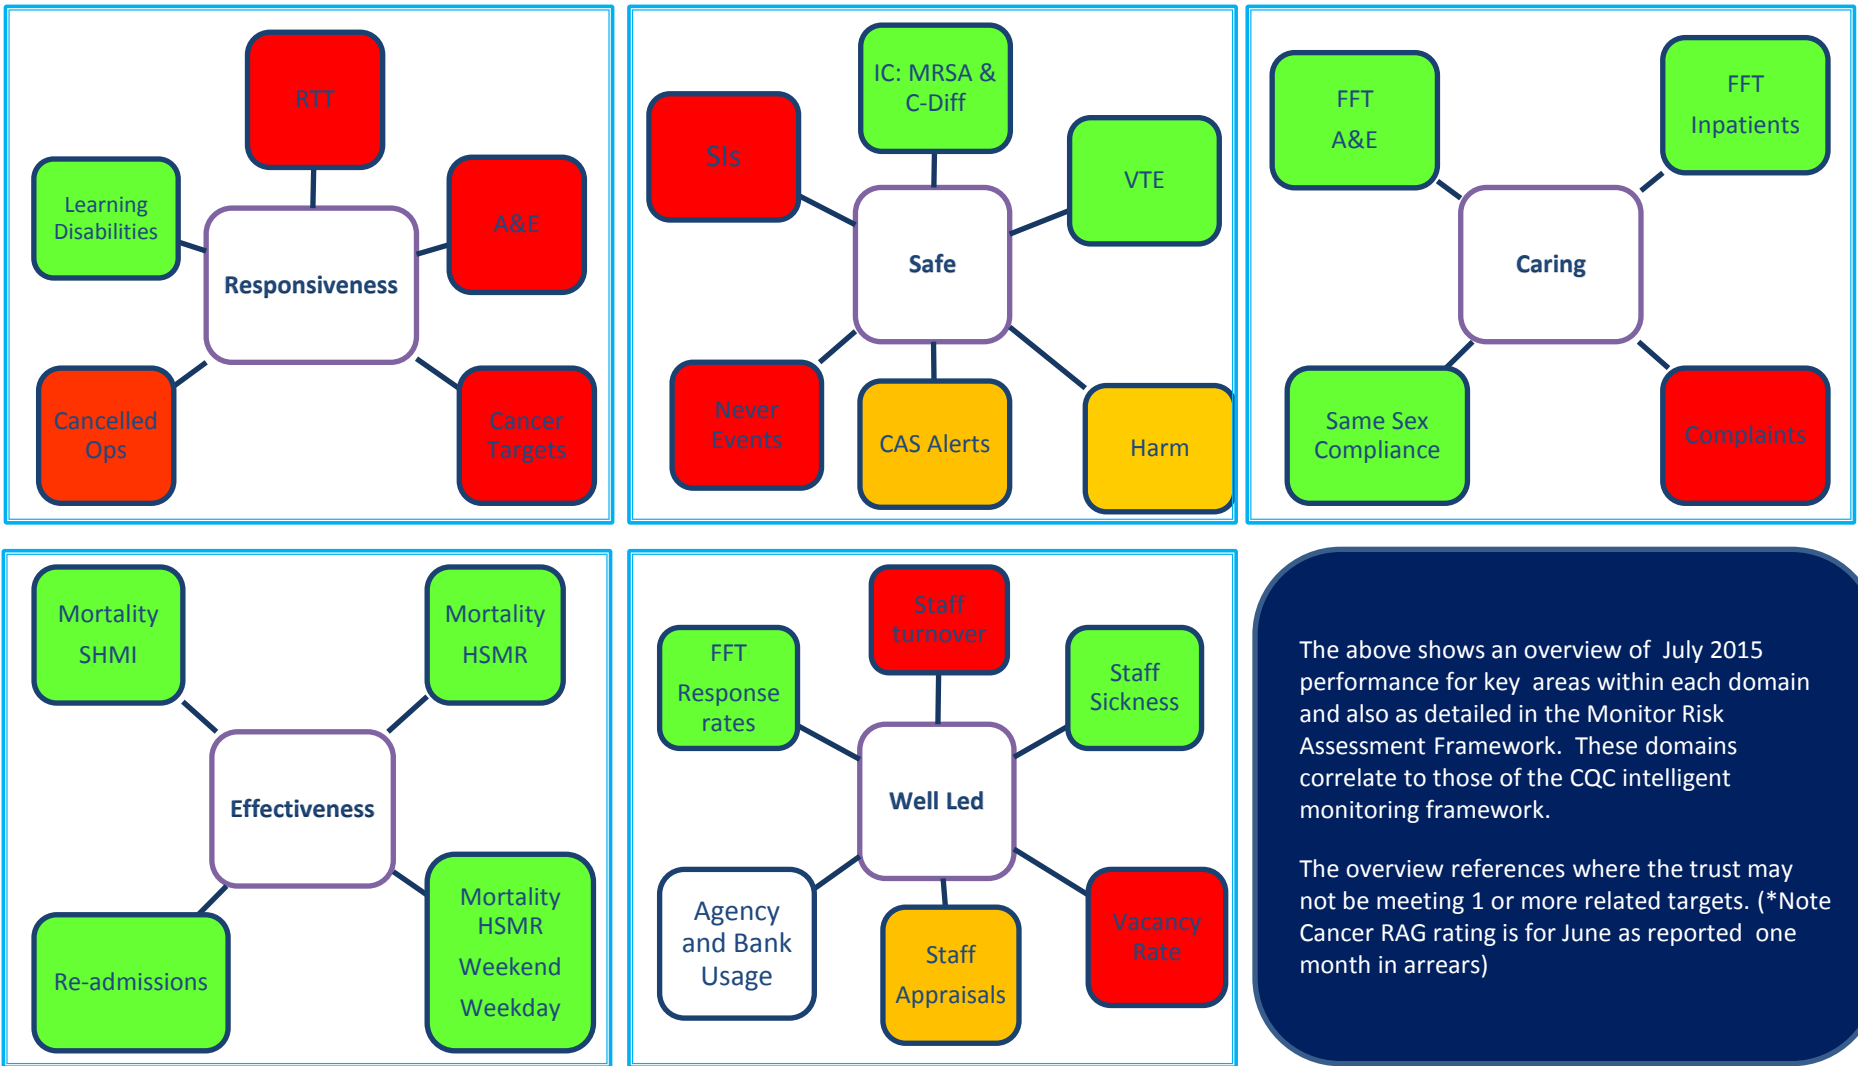 RTT
Learning
Disabilities
A&E
Responsiveness
Cancelled
Ops
Cancer
Targets
IC: MRSA &
C-Diff
SIs
VTE
Safe
Never
Events
CAS Alerts
Harm
FFT
A&E
FFT
Inpatients
Caring
Same Sex
Compliance
Complaints
Mortality
SHMI
Mortality
HSMR
Effectiveness
Re-admissions
Mortality
HSMR
Weekend
Weekday
Staff
turnover
FFT
Response
rates
Staff
Sickness
Well Led
Agency
and Bank
Usage
Staff
Appraisals
Vacancy
Rate
The above shows an overview of July 2015
performance for key areas within each domain
and also as detailed in the Monitor Risk
Assessment Framework. These domains
correlate to those of the CQC intelligent
monitoring framework.
The overview references where the trust may
not be meeting 1 or more related targets. (*Note
Cancer RAG rating is for June as reported one
month in arrears)